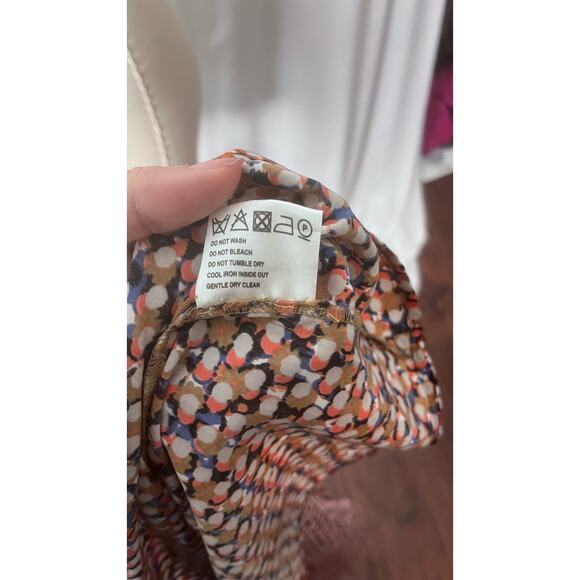 P
DO NOT WASH
DO NOT BLEACH
DO NOT TUMBLE DRY
COOL IRON INSIDE OUT
GENTLE DRY CLEAN